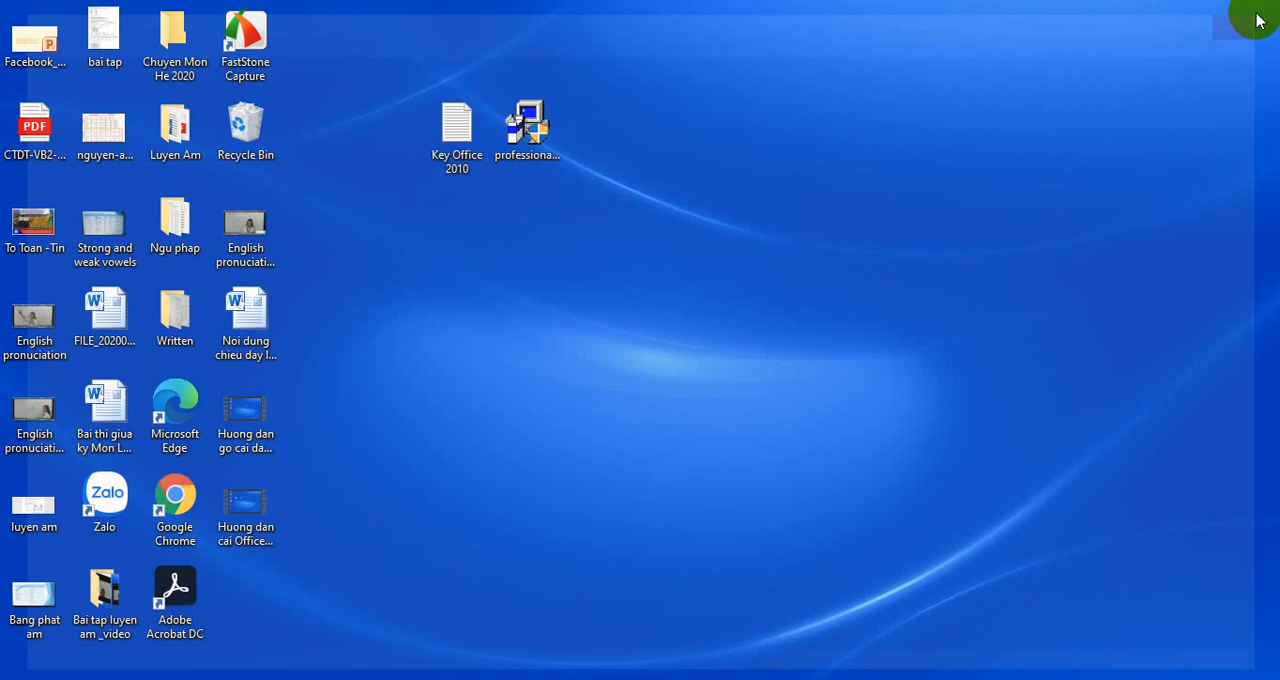 Facebook_...
bai tap
Chuyen Mon
He 2020
FastStone
Capture
PDF
CTDT-VB2-...
nguyen-a...
Luyen Am
Recycle Bin
Key Office
2010
professiona...
To Toan -Tin
Strong and
weak vowels
Ngu phap
English
pronuciati...
English
pronuciation
FILE_20200...
Written
Noi dung
chieu day l...
English
pronuciati...
Bai thi giua
ky Mon L...
Microsoft
Edge
Huong dan
go cai da...
luyen am
Zalo
Zalo
Google
Chrome
Huong dan
cai Office...
Bang phat
am
Bai tap luyen
am _video
Adobe
Acrobat DC